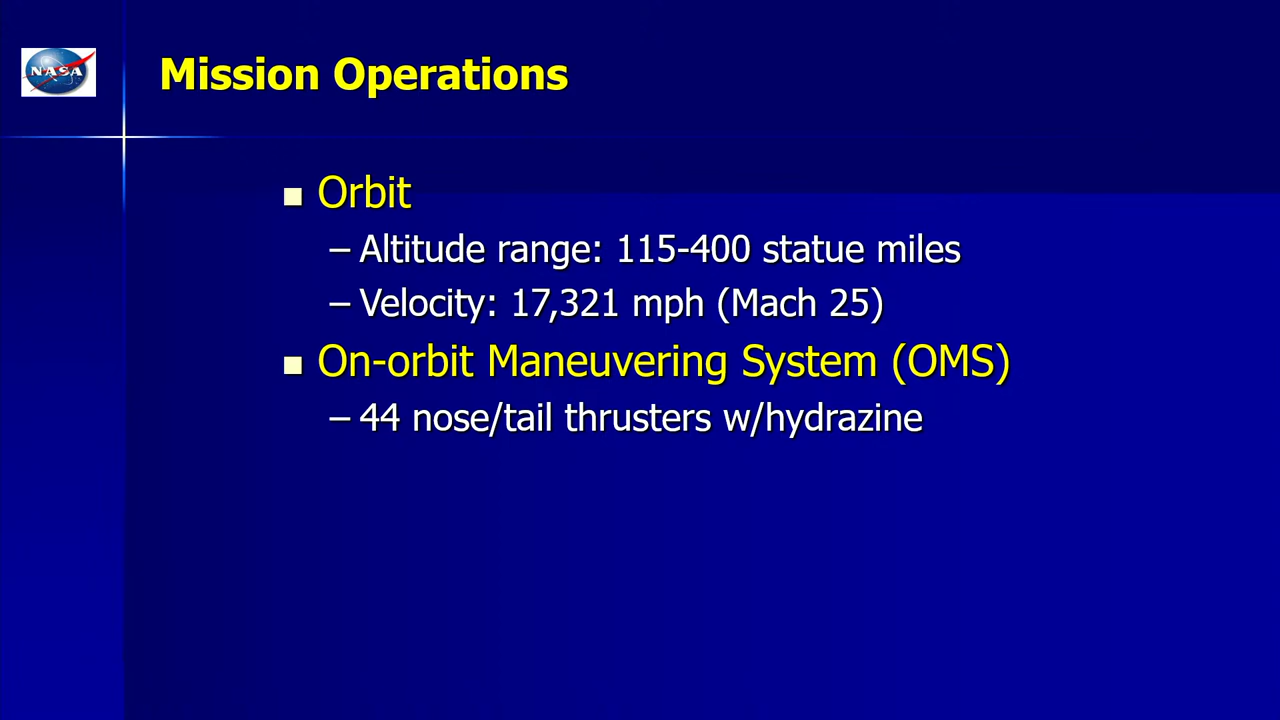 NASA
Mission Operations
Orbit
– Altitude range: 115-400 statue miles
– Velocity: 17,321 mph (Mach 25)
On-orbit Maneuvering System (OMS)
– 44 nose/tail thrusters w/hydrazine